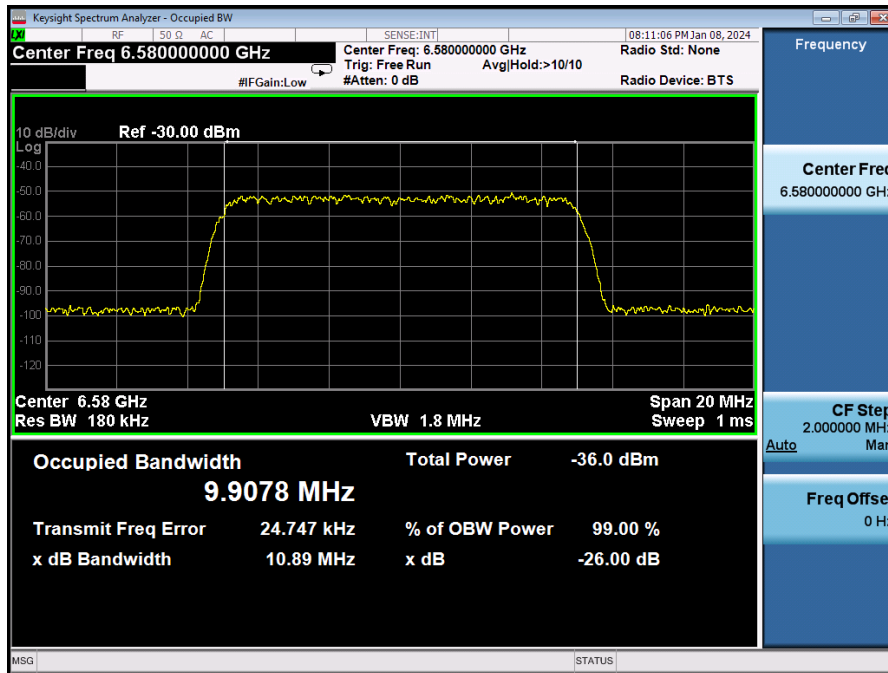 Keysight Spectrum Analyzer - Occupied BW
LXI RF 50 Ω AC SENSE:INT 08:11:06 PM Jan 08, 2024
Center Freq 6.580000000 GHz
Center Freq: 6.580000000 GHz
Radio Std: None
Trig: Free Run Avg|Hold:>10/10
#IFGain:Low #Atten: 0 dB Radio Device: BTS
10 dB/div Ref -30.00 dBm
Log
-40.0
-50.0
-60.0
-70.0
-80.0
-90.0
-100
-110
-120
Center 6.58 GHz Span 20 MHz
Res BW 180 kHz VBW 1.8 MHz Sweep 1 ms
Occupied Bandwidth Total Power -36.0 dBm
9.9078 MHz
Transmit Freq Error 24.747 kHz % of OBW Power 99.00 %
x dB Bandwidth 10.89 MHz x dB -26.00 dB
MSG STATUS
Frequency
Center Freq
6.580000000 GHz
CF Step
2.000000 MHz
Auto Man
Freq Offse
0 Hz